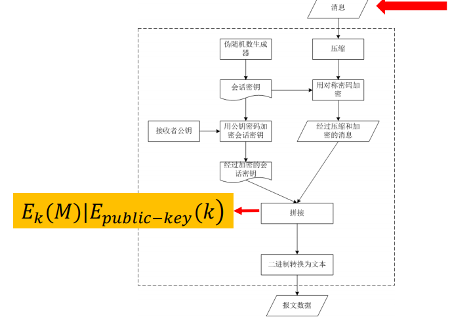 消息
伪随机数生成
器
压缩
会话密钥
用对称密码加
密
接收者公钥
用公钥密码加
密会话密钥
经过压缩和加
密的消息
经过加密的会
话密钥
E_k(M)|E_{public-key}(k)
拼接
二进制转换为文本
报文数据